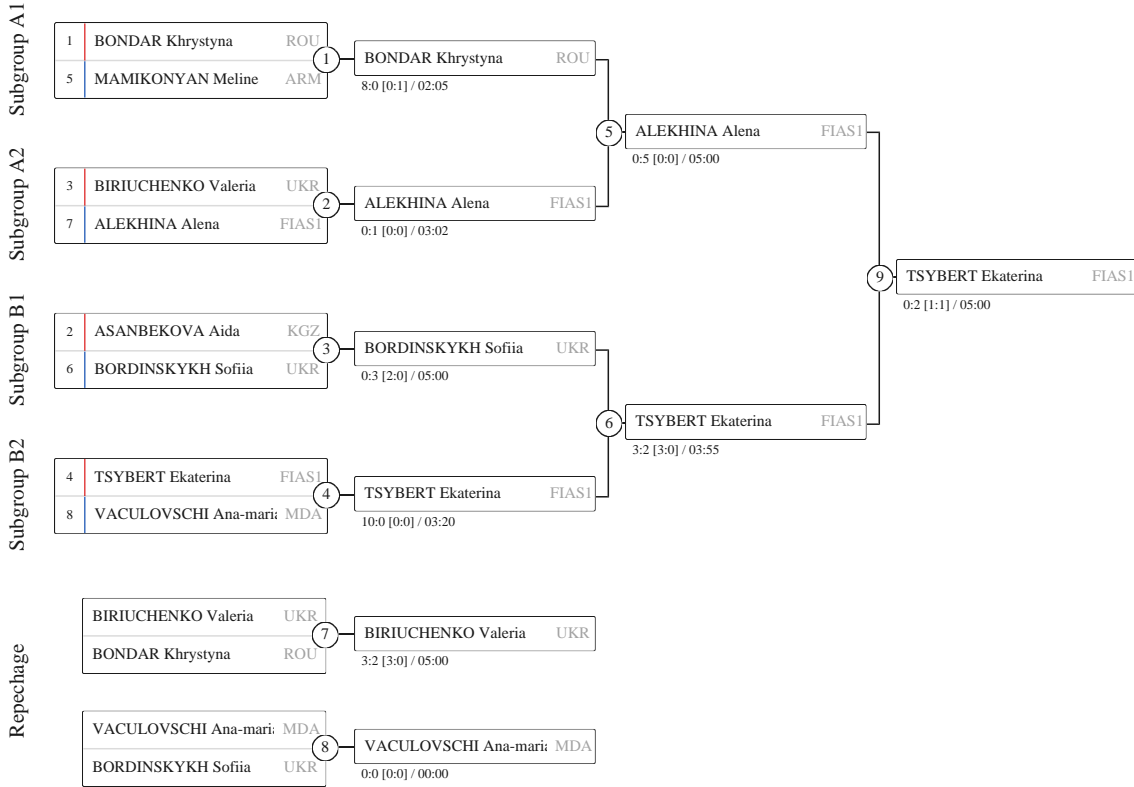 Subgroup A1
1 BONDAR Khrystyna ROU
5 MAMIKONYAN Meline ARM
1
BONDAR Khrystyna ROU
8:0 [0:1] / 02:05
Subgroup A2
3 BIRIUCHENKO Valeria UKR
7 ALEKHINA Alena FIAS1
2
ALEKHINA Alena FIAS1
0:1 [0:0] / 03:02
5
ALEKHINA Alena FIAS1
0:5 [0:0] / 05:00
Subgroup B1
2 ASANBEKOVA Aida KGZ
6 BORDINSKYKH Sofiia UKR
3
BORDINSKYKH Sofiia UKR
0:3 [2:0] / 05:00
Subgroup B2
4 TSYBERT Ekaterina FIAS1
8 VACULOVSCHI Ana-maria MDA
4
TSYBERT Ekaterina FIAS1
10:0 [0:0] / 03:20
6
TSYBERT Ekaterina FIAS1
3:2 [3:0] / 03:55
9
TSYBERT Ekaterina FIAS1
0:2 [1:1] / 05:00
Repechage
BIRIUCHENKO Valeria UKR
BONDAR Khrystyna ROU
7
BIRIUCHENKO Valeria UKR
3:2 [3:0] / 05:00
VACULOVSCHI Ana-maria MDA
BORDINSKYKH Sofiia UKR
8
VACULOVSCHI Ana-maria MDA
0:0 [0:0] / 00:00